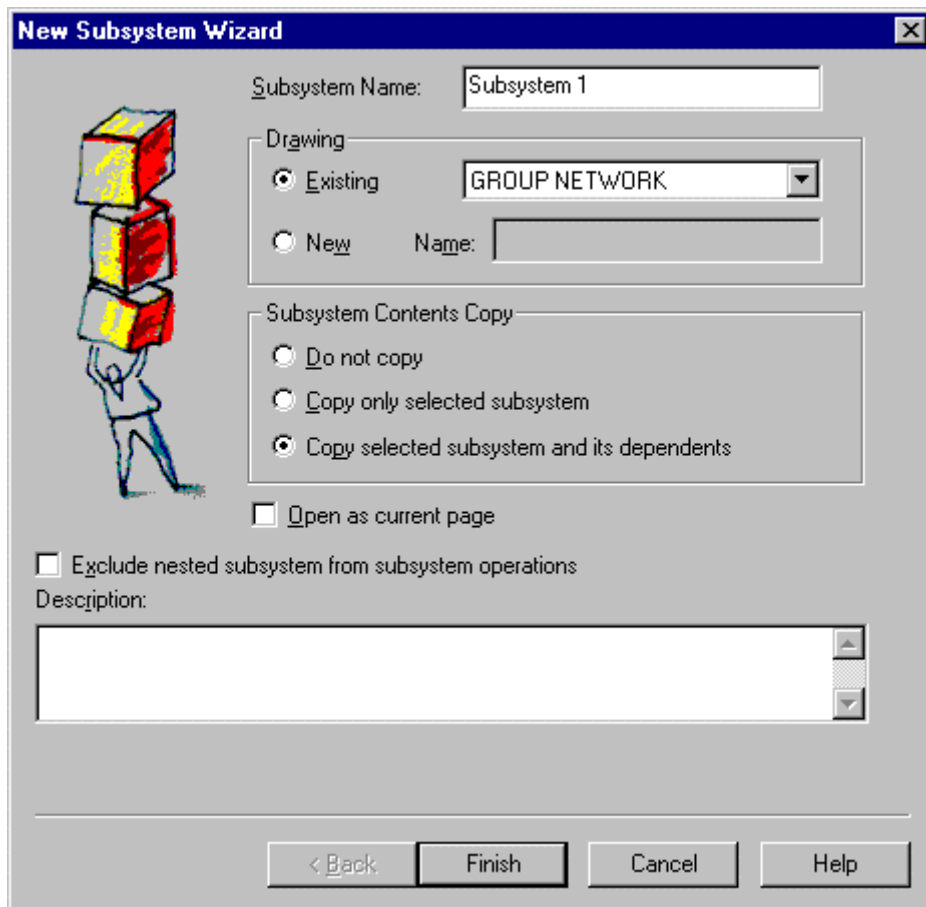 New Subsystem Wizard
Subsystem Name: Subsystem 1
Drawing
Existing GROUP NETWORK
New Name:
Subsystem Contents Copy
Do not copy
Copy only selected subsystem
Copy selected subsystem and its dependents
Open as current page
Exclude nested subsystem from subsystem operations
Description:
< Back Finish Cancel Help